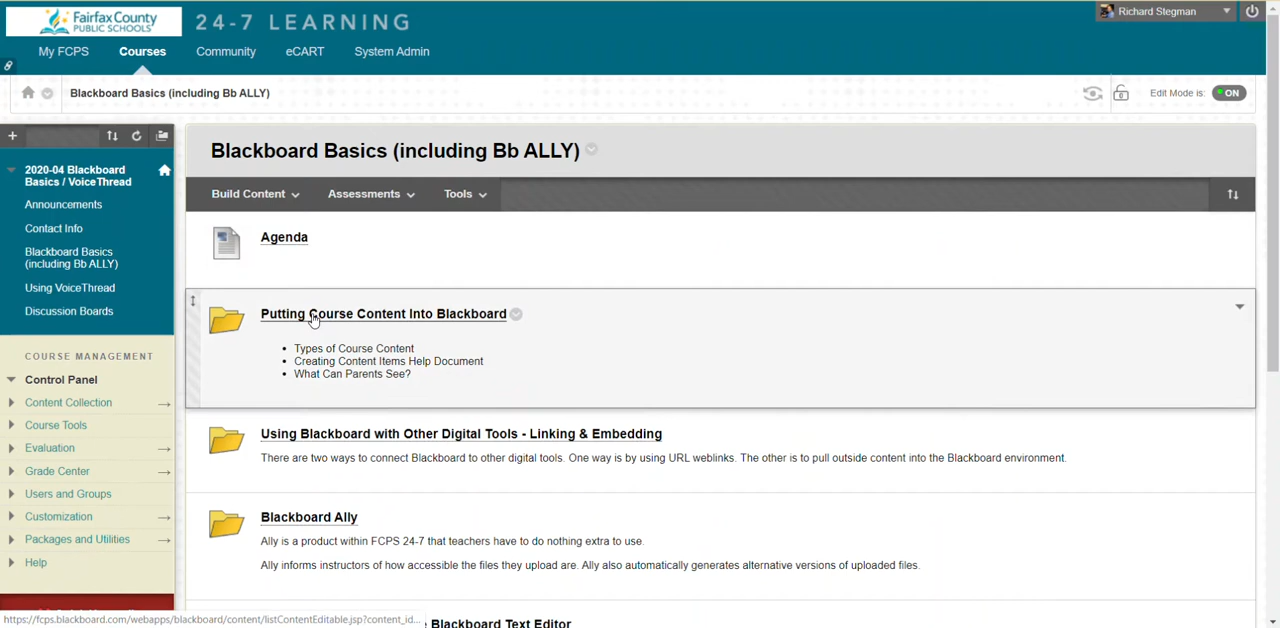 Fairfax County
PUBLIC SCHOOLS
24-7 LEARNING
Richard Stegman
My FCPS
Courses
Community
eCART
System Admin
Blackboard Basics (including Bb ALLY)
Edit Mode is:
ON
2020-04 Blackboard
Basics / VoiceThread
Announcements
Contact Info
Blackboard Basics
(including Bb ALLY)
Using VoiceThread
Discussion Boards
COURSE MANAGEMENT
Control Panel
Content Collection
Course Tools
Evaluation
Grade Center
Users and Groups
Customization
Packages and Utilities
Help
Blackboard Basics (including Bb ALLY)
Build Content
Assessments
Tools
Agenda
Putting Course Content Into Blackboard
• Types of Course Content
• Creating Content Items Help Document
• What Can Parents See?
Using Blackboard with Other Digital Tools - Linking & Embedding
There are two ways to connect Blackboard to other digital tools. One way is by using URL weblinks. The other is to pull outside content into the Blackboard environment.
Blackboard Ally
Ally is a product within FCPS 24-7 that teachers have to do nothing extra to use.
Ally informs instructors of how accessible the files they upload are. Ally also automatically generates alternative versions of uploaded files.
Blackboard Text Editor
https://fcps.blackboard.com/webapps/blackboard/content/listContentEditable.jsp?content_id...